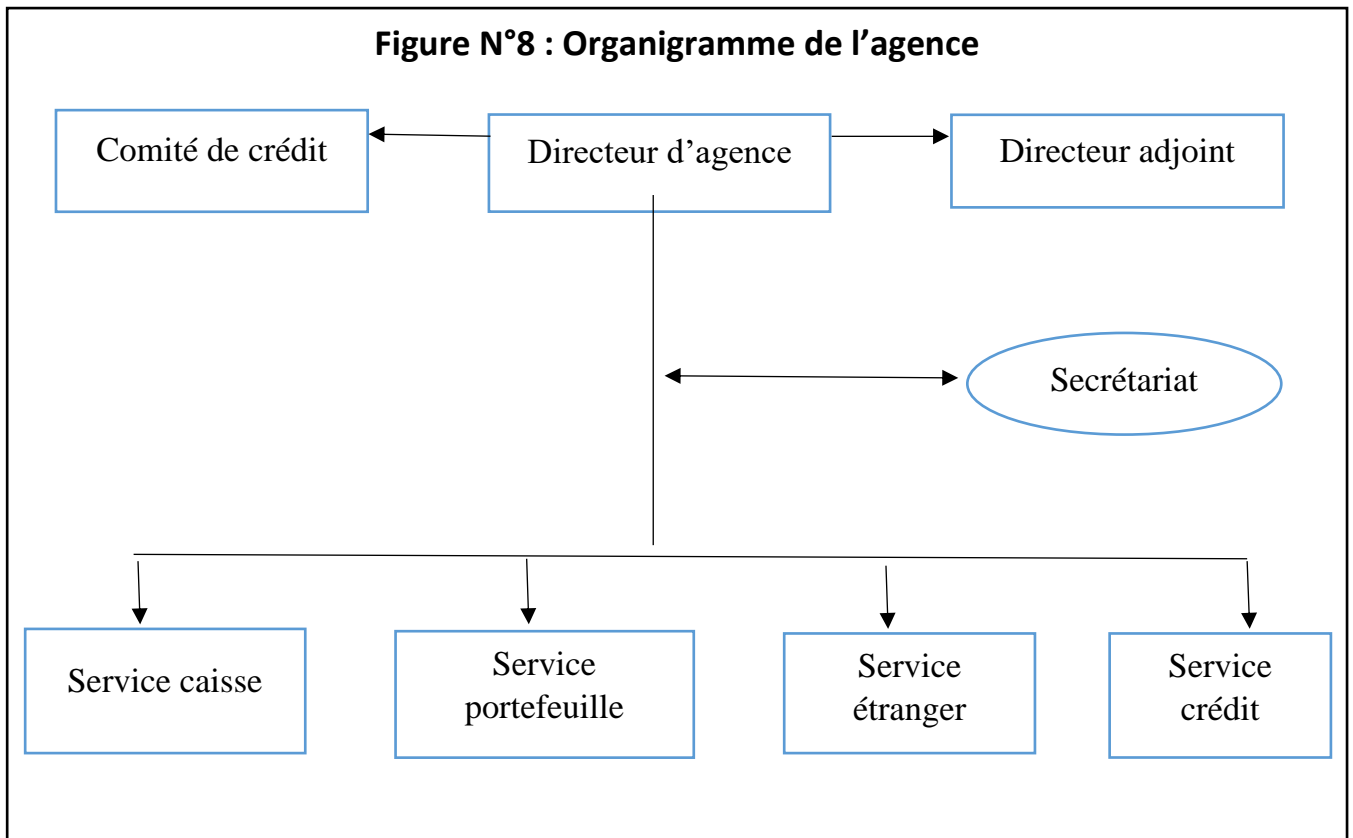 Figure N°8 : Organigramme de l’agence
Comité de crédit
Directeur d’agence
Directeur adjoint
Secrétariat
Service caisse
Service
portefeuille
Service
étranger
Service
crédit